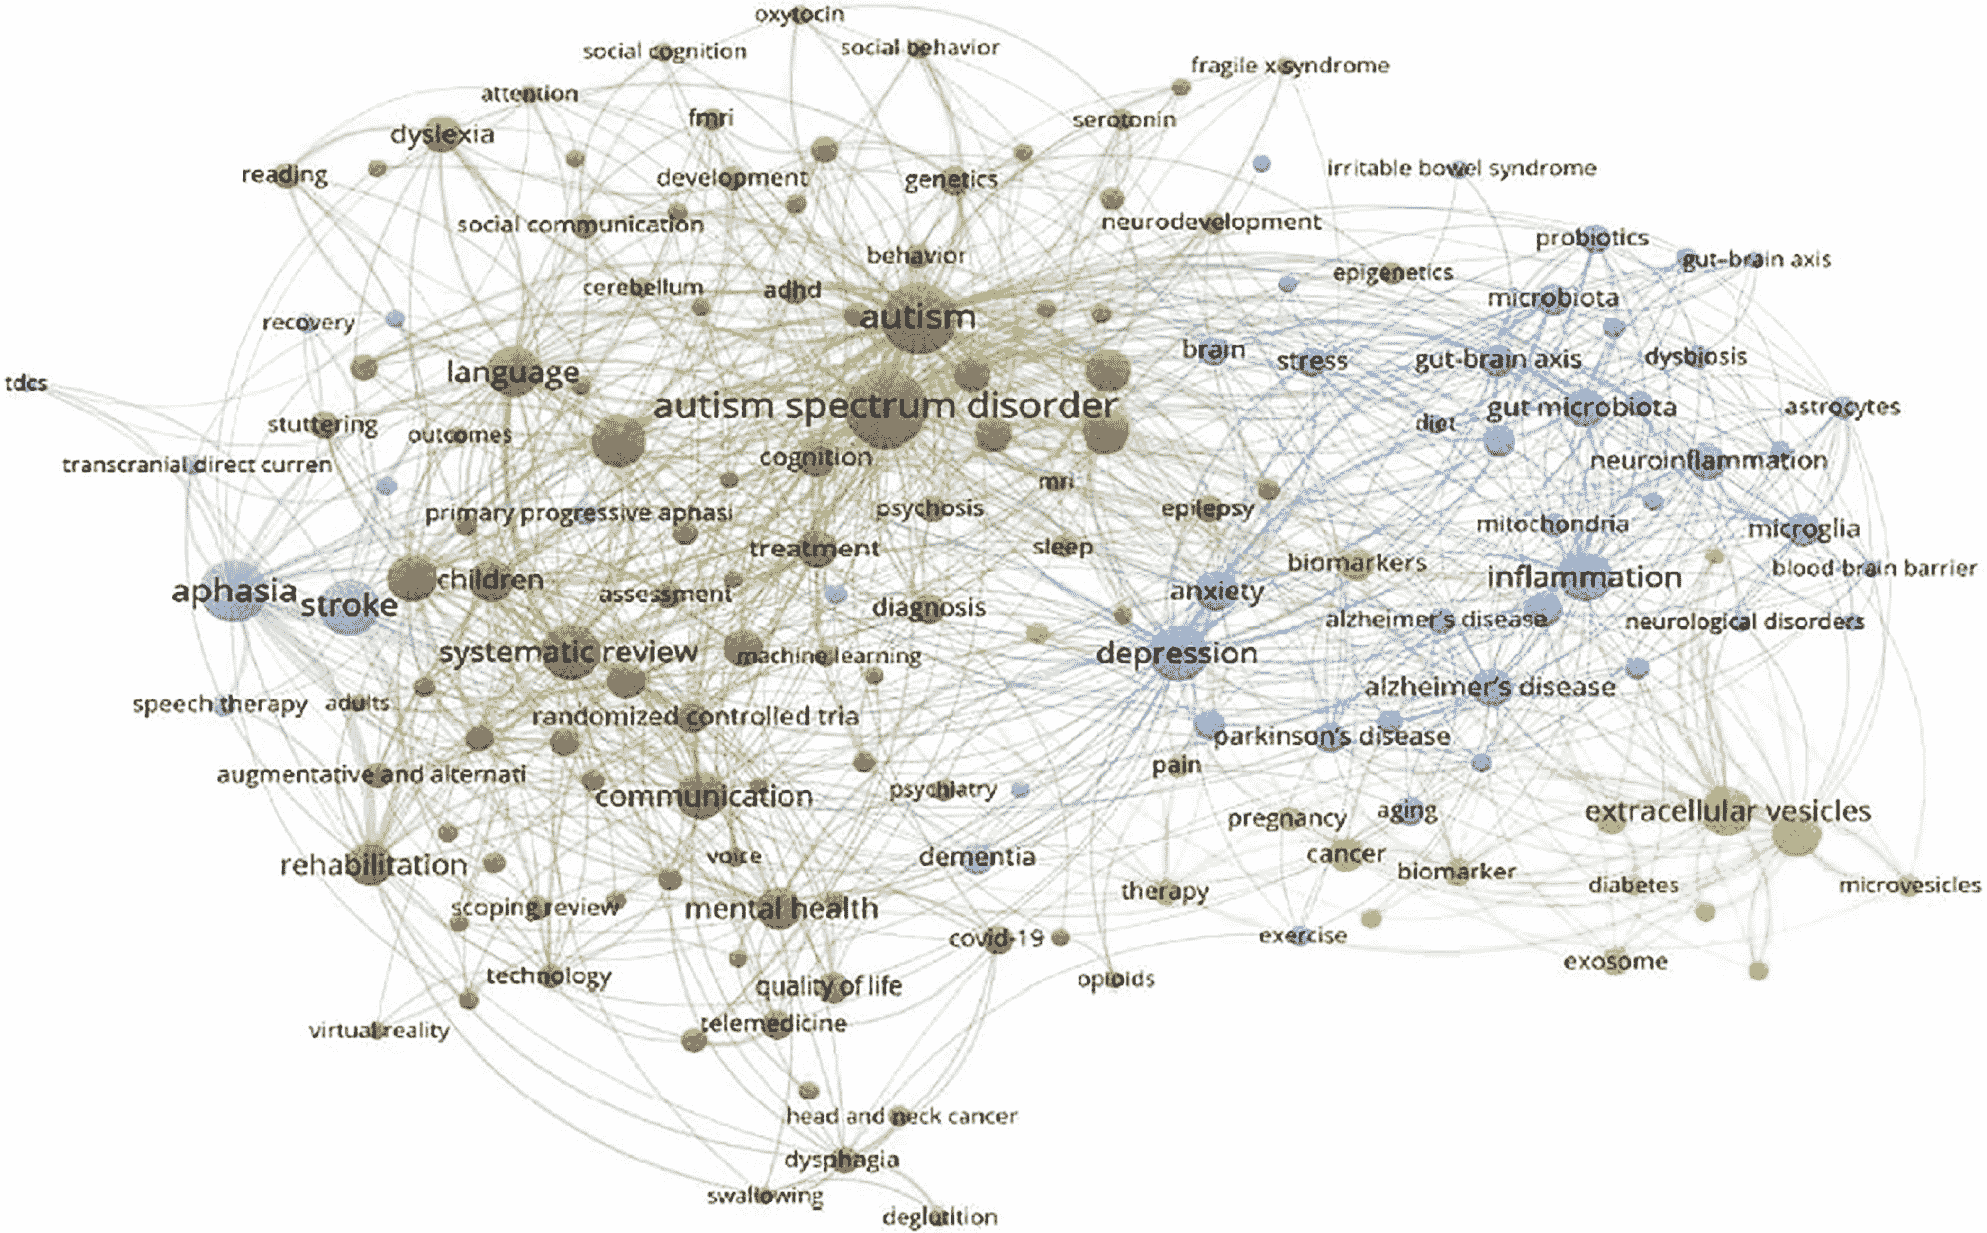 oxytocin
social cognition
social behavior
fragile x syndrome
attention
fmri
serotonin
dyslexia
reading
development
genetics
irritable bowel syndrome
social communication
neurodevelopment
probiotics
behavior
gut-brain axis
cerebellum
adhd
epigenetics
microbiota
recovery
autism
brain
stress
gut-brain axis
dysbiosis
language
tdcs
autism spectrum disorder
gut microbiota
astrocytes
stuttering
outcomes
diet
transcranial direct curren
cognition
neuroinflammation
mri
primary progressive aphasi
psychosis
epilepsy
mitochondria
microglia
treatment
sleep
biomarkers
blood-brain barrier
aphasia
stroke
children
assessment
diagnosis
anxiety
inflammation
alzheimer's disease
neurological disorders
systematic review
machine learning
depression
speech therapy
adults
randomized controlled tria
alzheimer's disease
parkinson's disease
augmentative and alternati
communication
psychiatry
pain
pregnancy
aging
extracellular vesicles
rehabilitation
voice
dementia
cancer
biomarker
therapy
diabetes
microvesicles
scoping review
mental health
covid-19
exercise
technology
quality of life
opioids
exosome
virtual reality
telemedicine
head and neck cancer
dysphagia
swallowing
deglutition